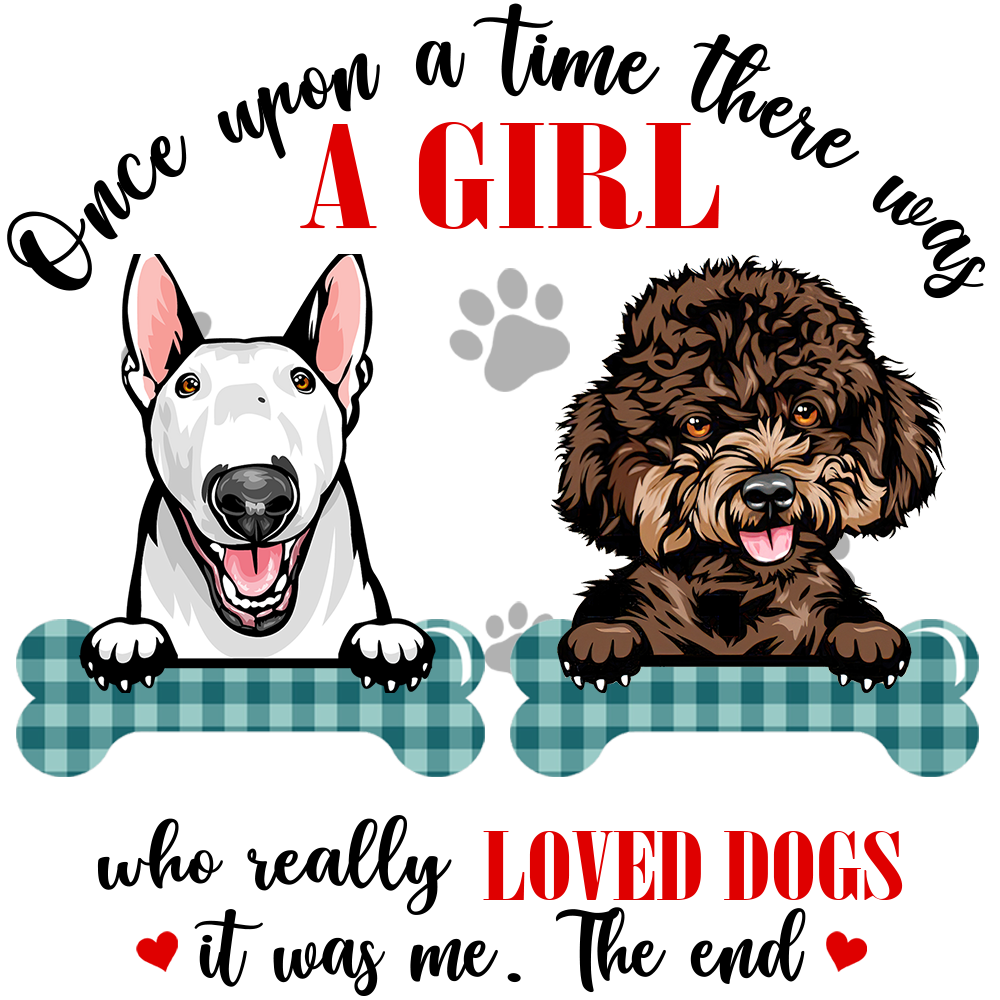 Once upon a time there was
A GIRL
who really LOVED DOGS
it was me. The end